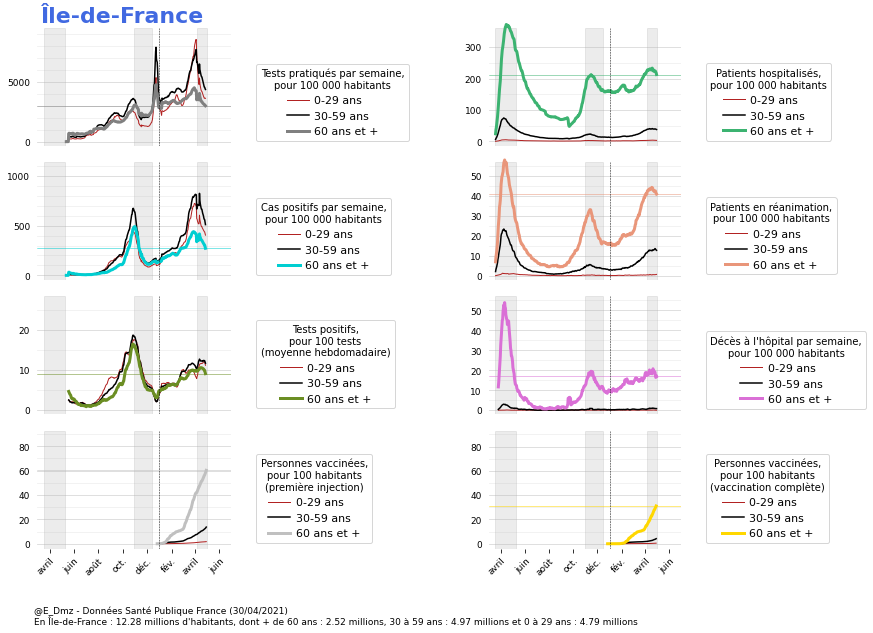 Île-de-France
5000
0
Tests pratiqués par semaine,
pour 100 000 habitants
0-29 ans
30-59 ans
60 ans et +
300
200
100
0
Patients hospitalisés,
pour 100 000 habitants
0-29 ans
30-59 ans
60 ans et +
1000
500
0
Cas positifs par semaine,
pour 100 000 habitants
0-29 ans
30-59 ans
60 ans et +
50
40
30
20
10
0
Patients en réanimation,
pour 100 000 habitants
0-29 ans
30-59 ans
60 ans et +
20
10
0
Tests positifs,
pour 100 tests
(moyenne hebdomadaire)
0-29 ans
30-59 ans
60 ans et +
50
40
30
20
10
0
Décès à l'hôpital par semaine,
pour 100 000 habitants
0-29 ans
30-59 ans
60 ans et +
80
60
40
20
0
avril
juin
août
oct.
déc.
fév.
avril
juin
Personnes vaccinées,
pour 100 habitants
(première injection)
0-29 ans
30-59 ans
60 ans et +
80
60
40
20
0
avril
juin
août
oct.
déc.
fév.
avril
juin
Personnes vaccinées,
pour 100 habitants
(vaccination complète)
0-29 ans
30-59 ans
60 ans et +
@E_Dmz - Données Santé Publique France (30/04/2021)
En Île-de-France : 12.28 millions d'habitants, dont + de 60 ans : 2.52 millions, 30 à 59 ans : 4.97 millions et 0 à 29 ans : 4.79 millions